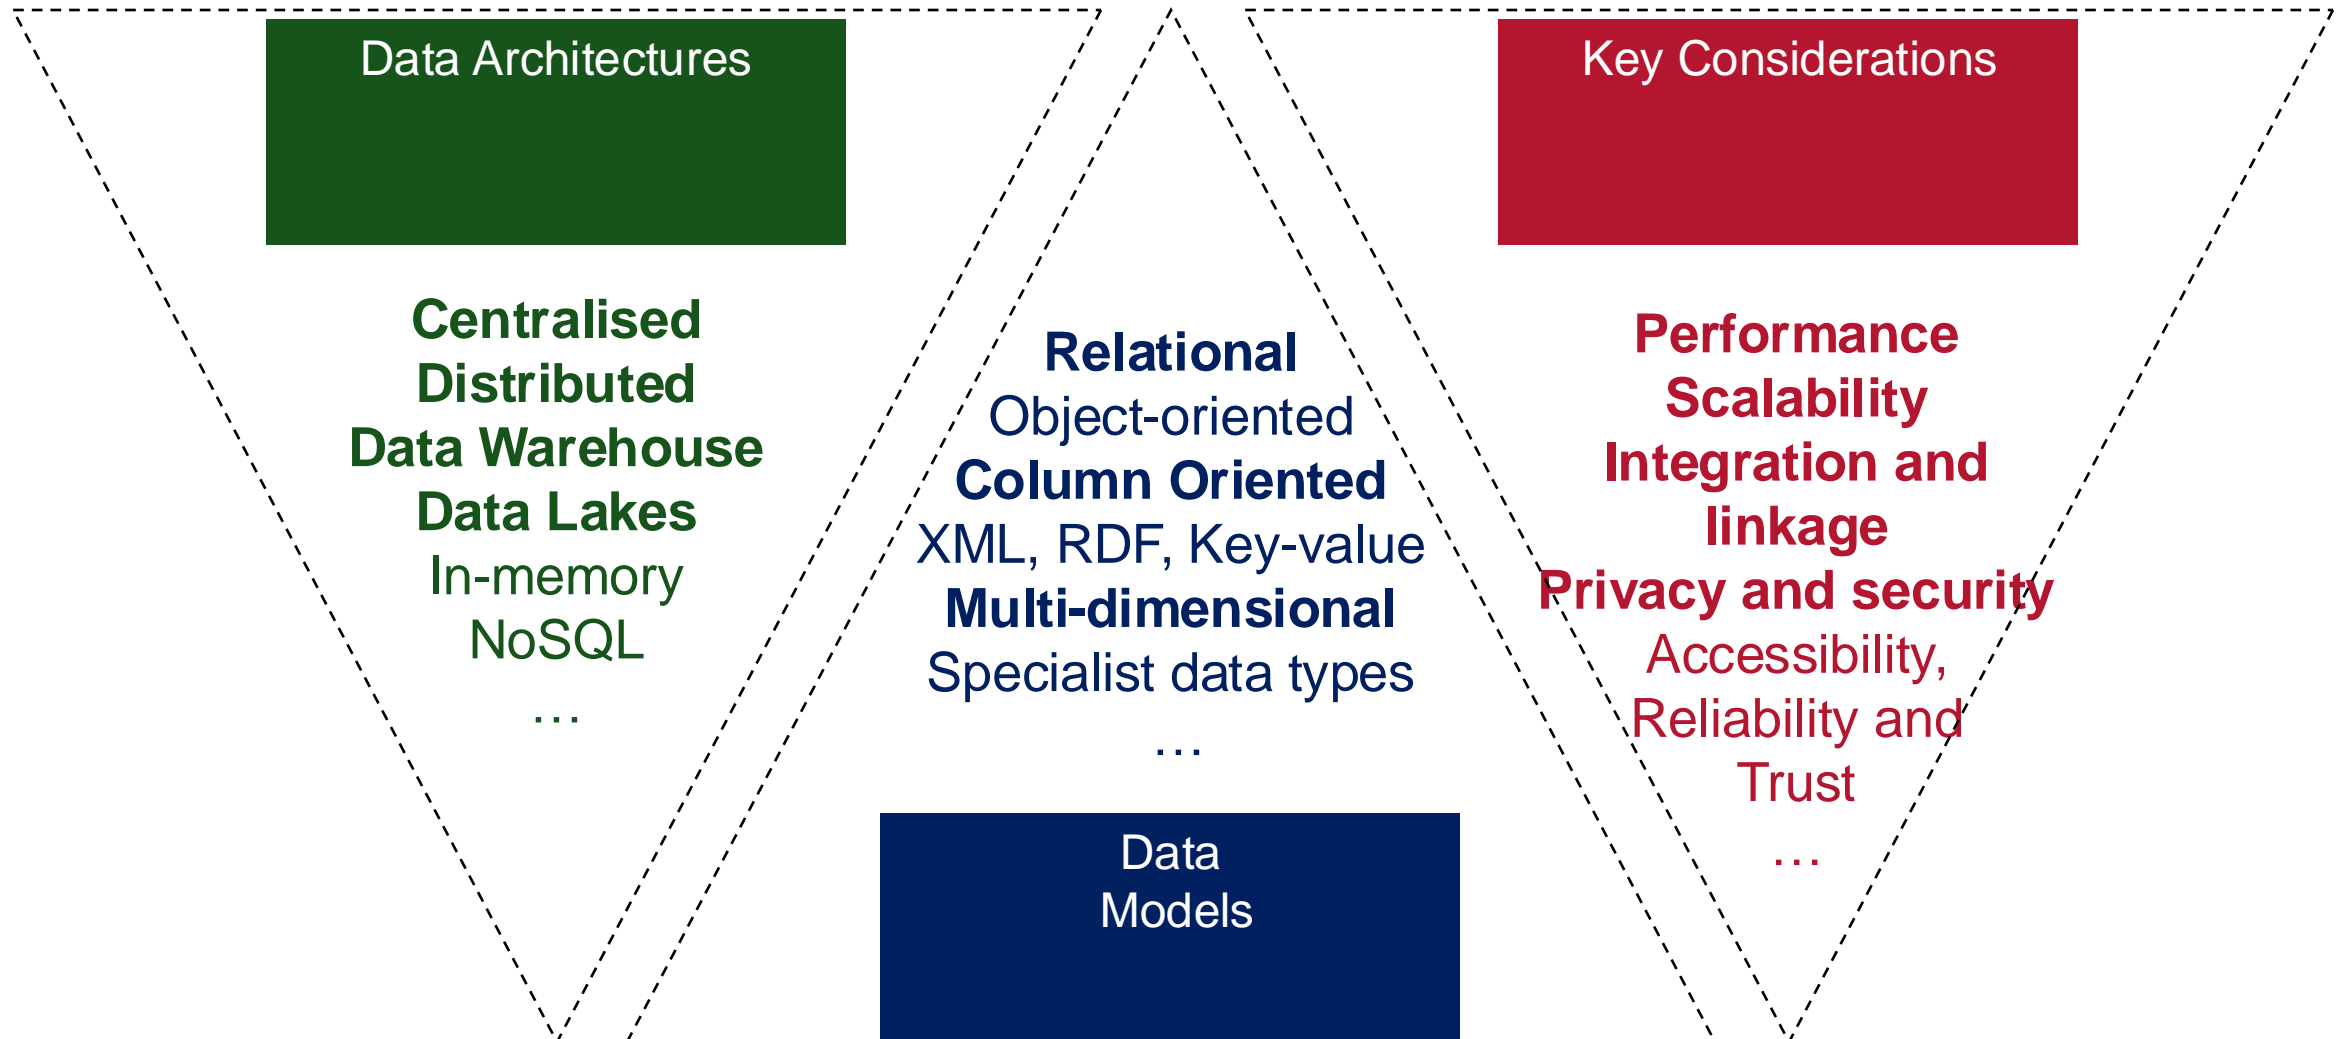 Data Architectures
Centralised
Distributed
Data Warehouse
Data Lakes
In-memory
NoSQL
…
Relational
Object-oriented
Column Oriented
XML, RDF, Key-value
Multi-dimensional
Specialist data types
…
Data
Models
Key Considerations
Performance
Scalability
Integration and
linkage
Privacy and security
Accessibility,
Reliability and
Trust
…